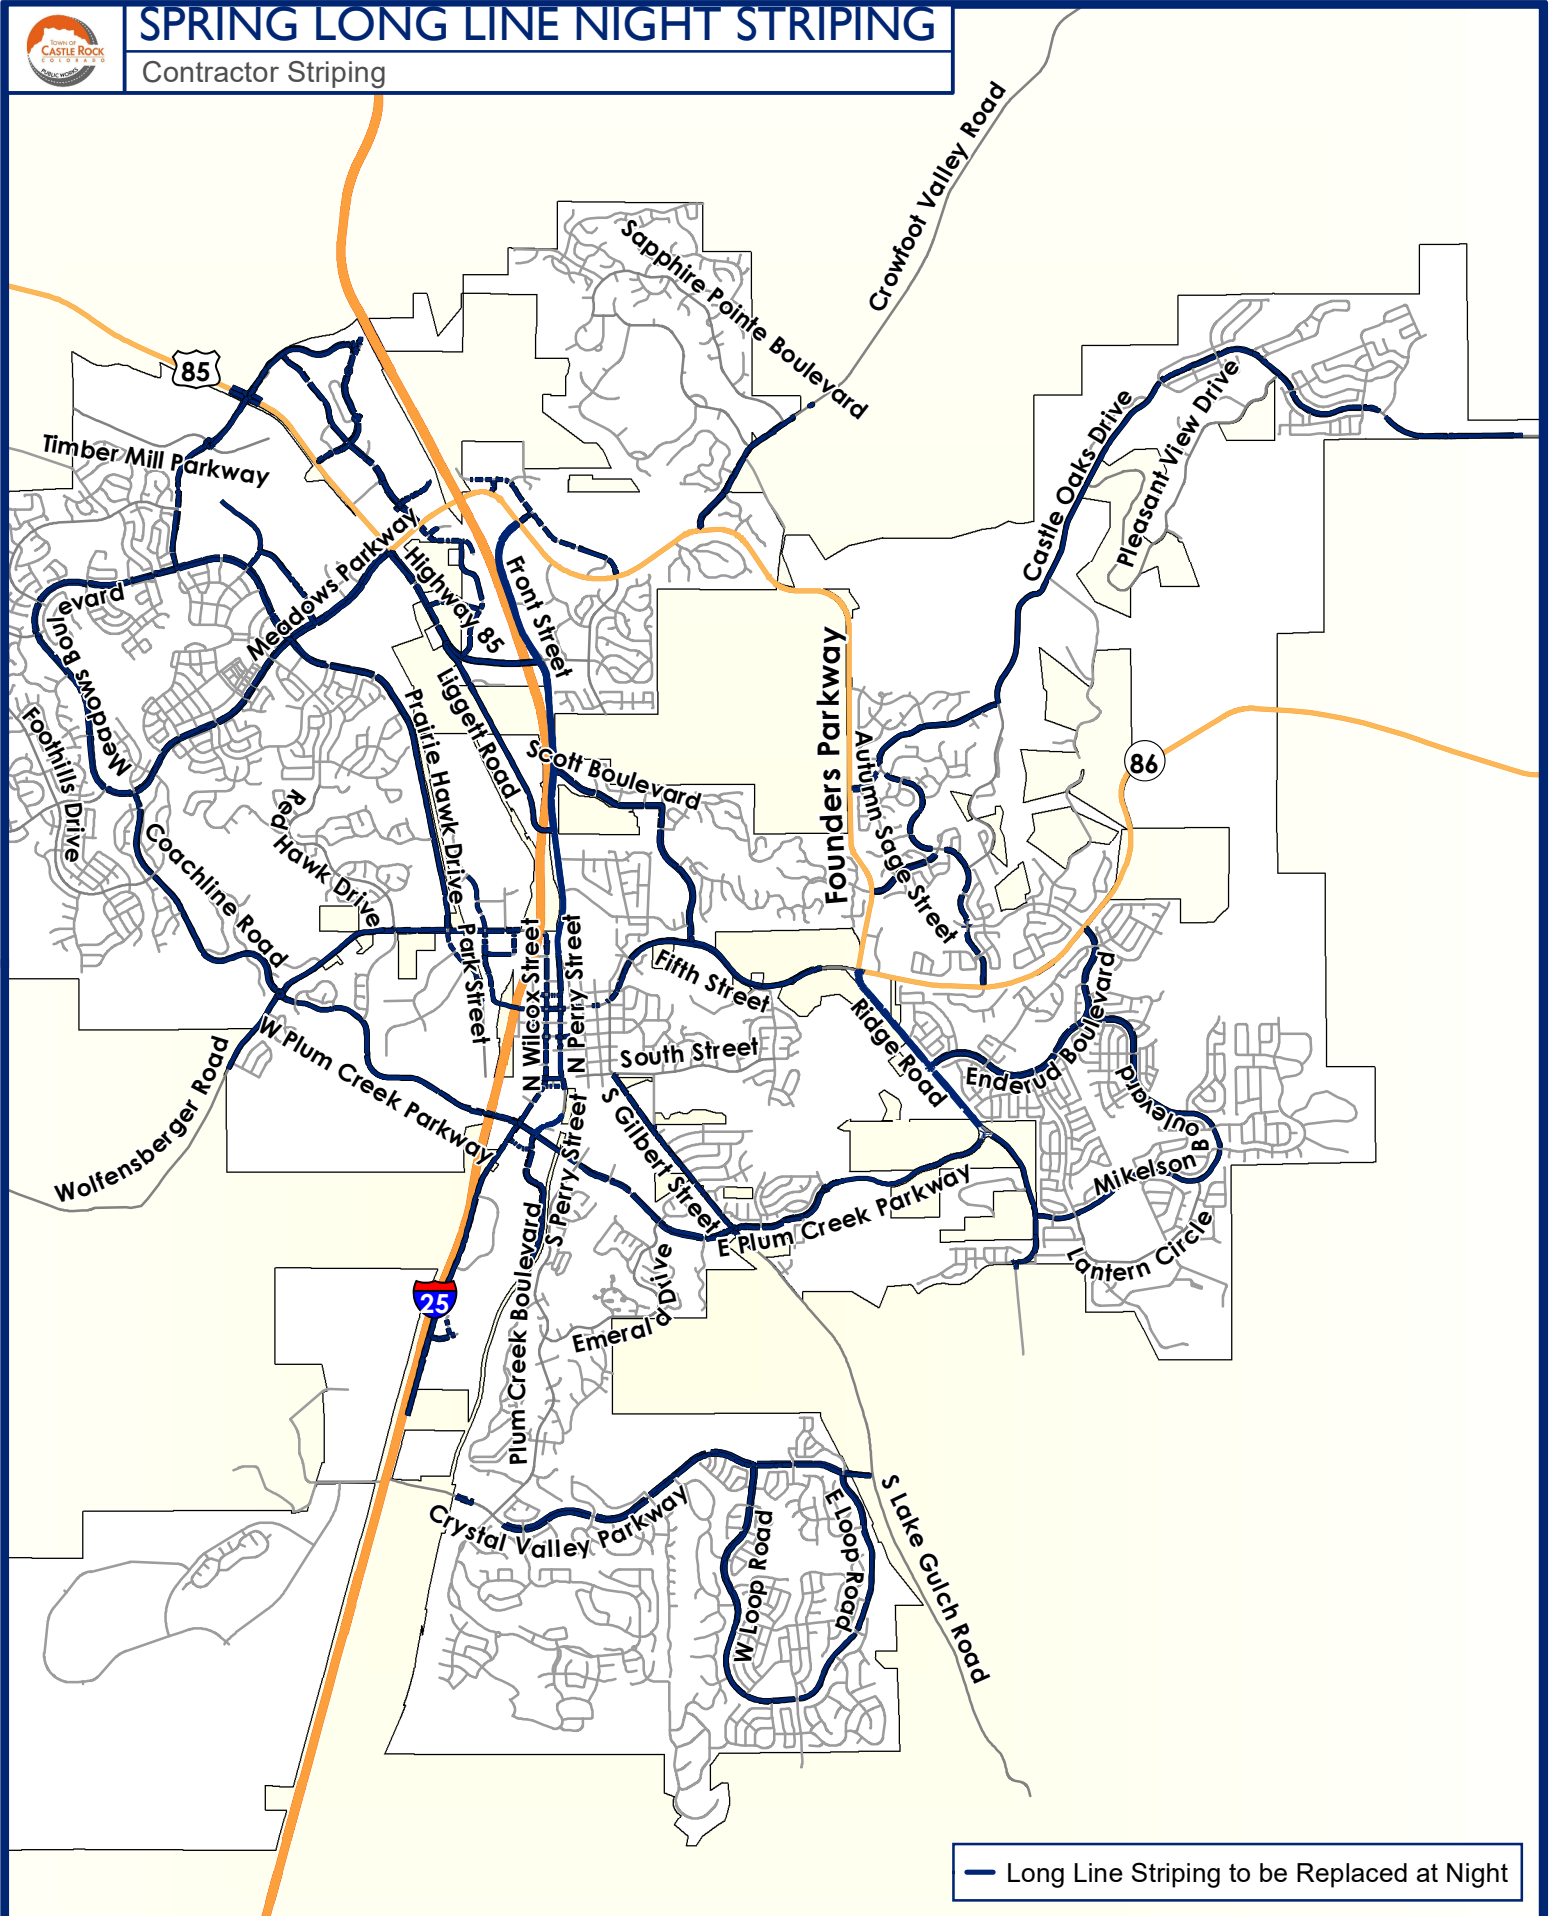 SPRING LONG LINE NIGHT STRIPING
TOWN OF
CASTLE ROCK
COLORADO
PUBLIC WORKS
Contractor Striping
Crowfoot Valley Road
Sapphire Pointe Boulevard
85
Timber Mill Parkway
Castle Oaks Drive
Pleasant View Drive
Meadows Parkway
Highway 85
Front Street
Meadows Boulevard
Foothills Drive
Prairie Hawk Drive
Liggett Road
Scott Boulevard
Founders Parkway
Autumn Sage Street
86
Red Hawk Drive
Coachline Road
Park Street
N Wilcox Street
N Perry Street
Fifth Street
South Street
Ridge Road
Enderud Boulevard
Mikelson Boulevard
Lantern Circle
W Plum Creek Parkway
Wolfensberger Road
S Gilbert Street
S Perry Street
E Plum Creek Parkway
Plum Creek Boulevard
Emerald Drive
25
Crystal Valley Parkway
W Loop Road
E Loop Road
S Lake Gulch Road
Long Line Striping to be Replaced at Night